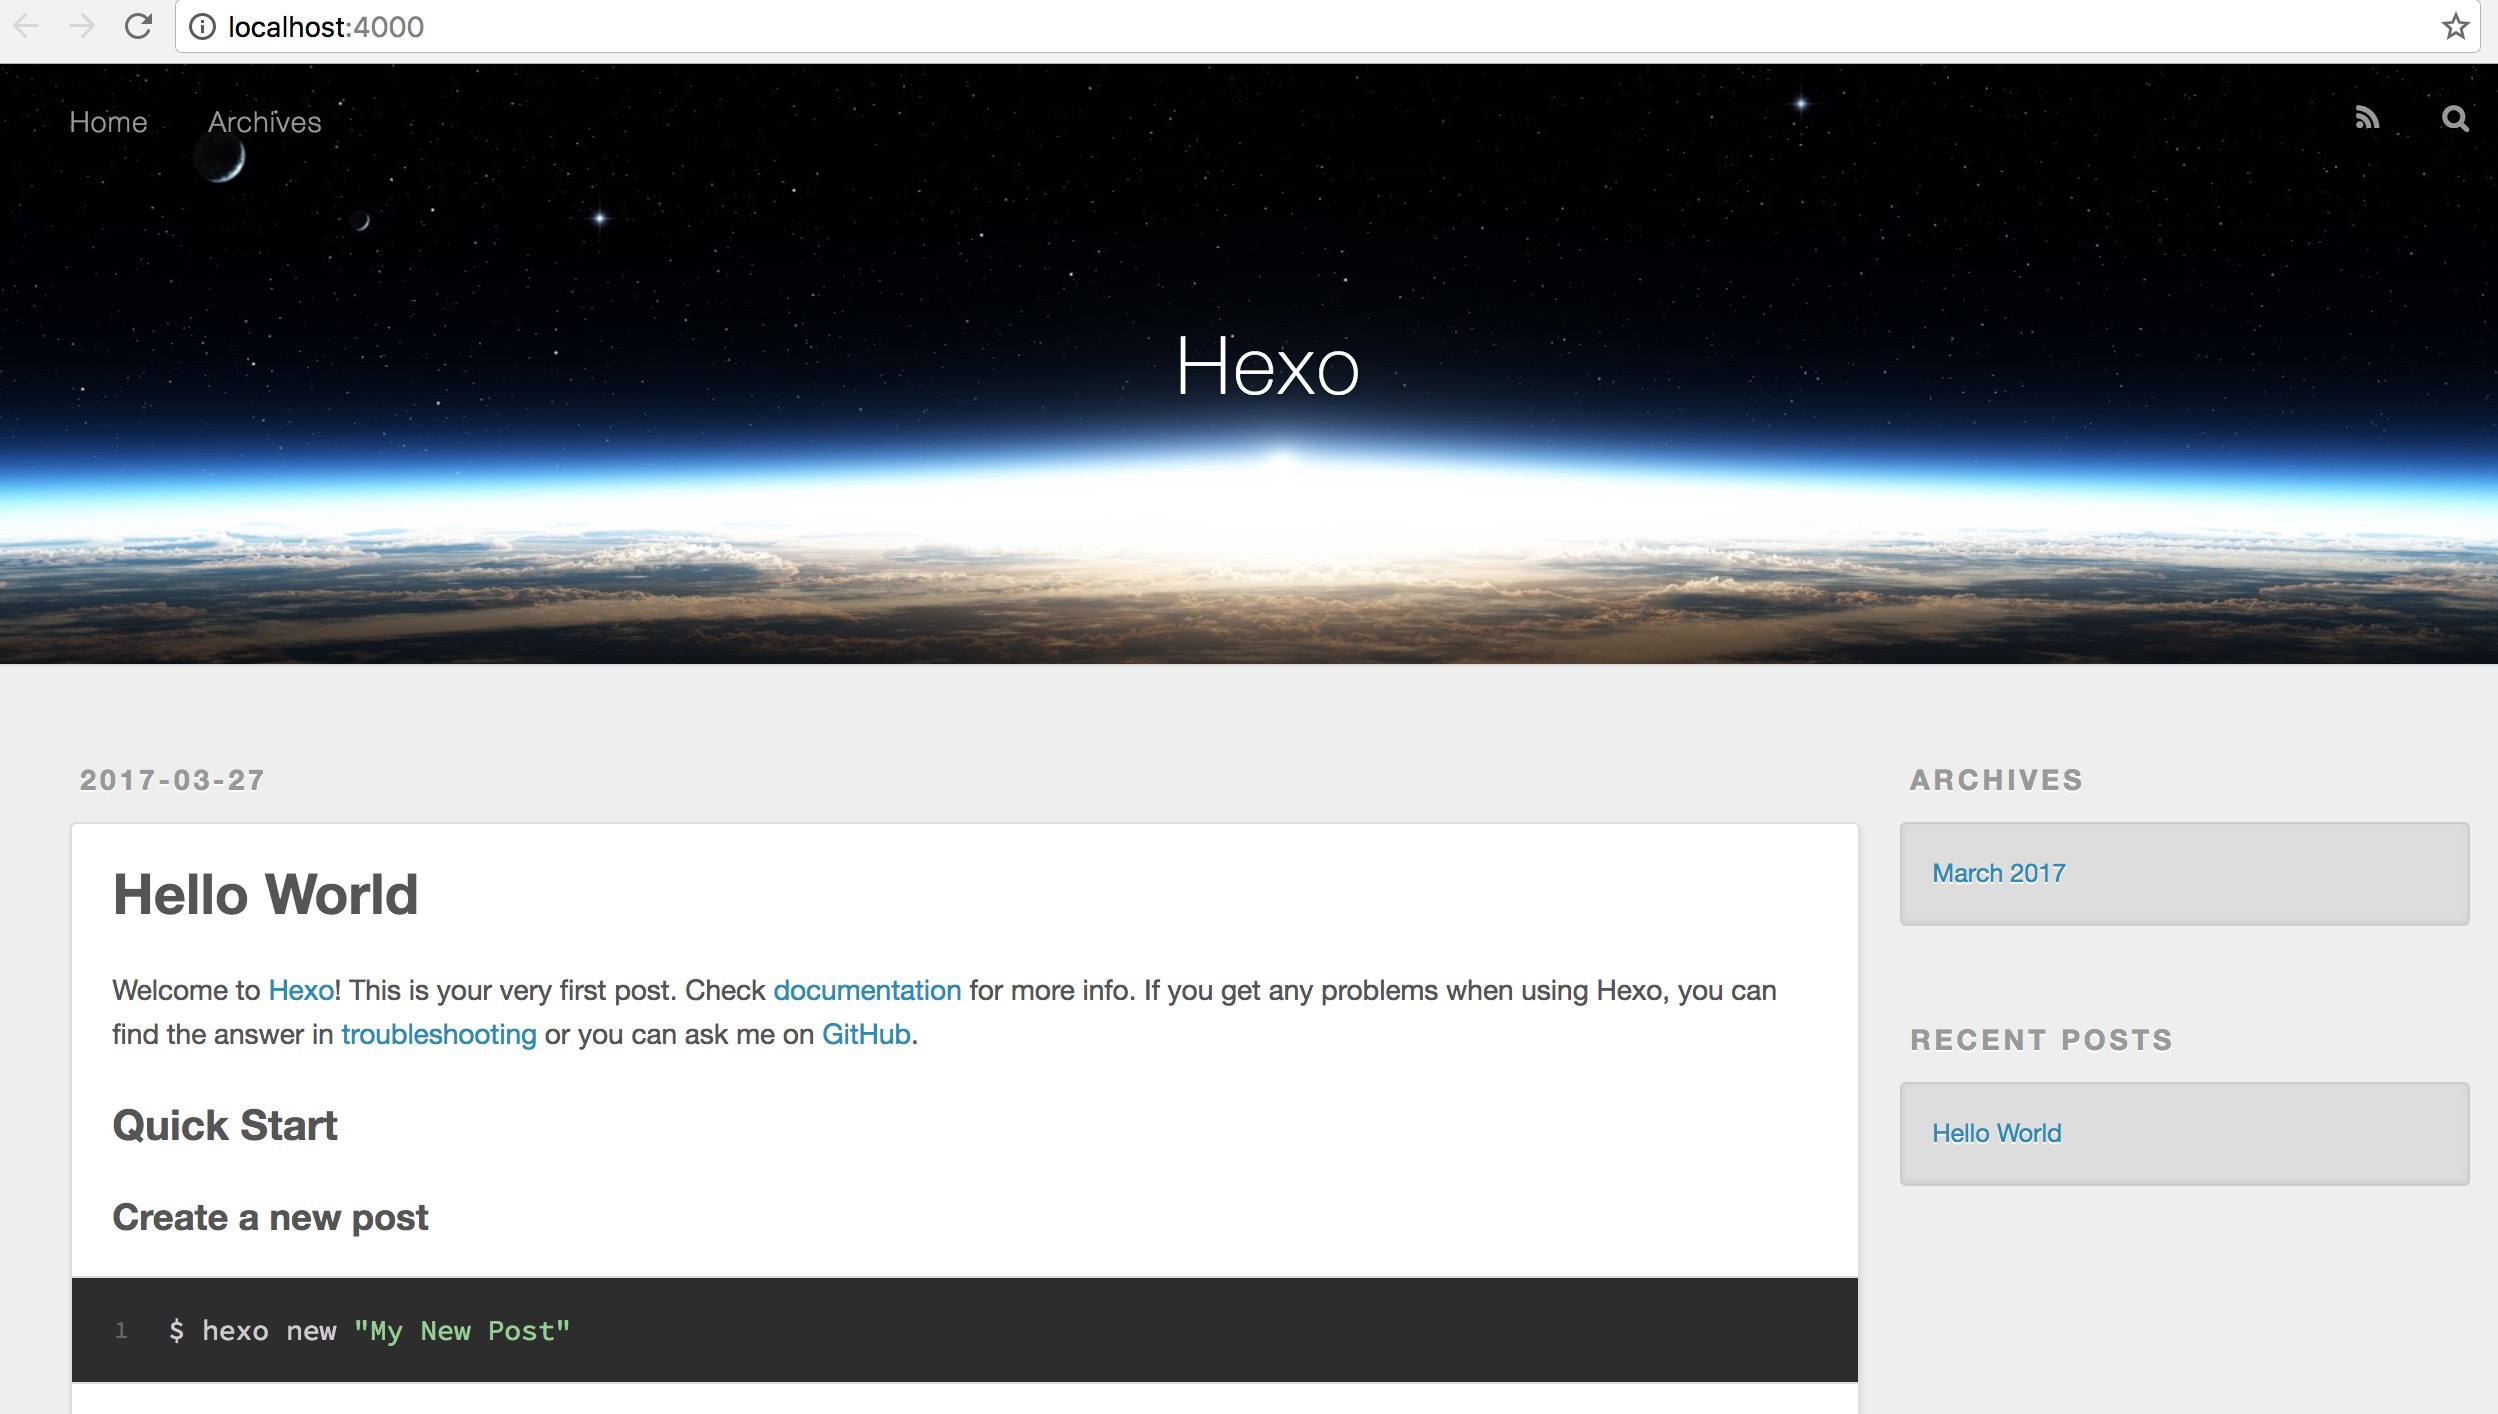 localhost:4000
Home
Archives
Hexo
2017-03-27
Hello World
Welcome to Hexo! This is your very first post. Check documentation for more info. If you get any problems when using Hexo, you can
find the answer in troubleshooting or you can ask me on GitHub.
Quick Start
Create a new post
1 $ hexo new "My New Post"
ARCHIVES
March 2017
RECENT POSTS
Hello World